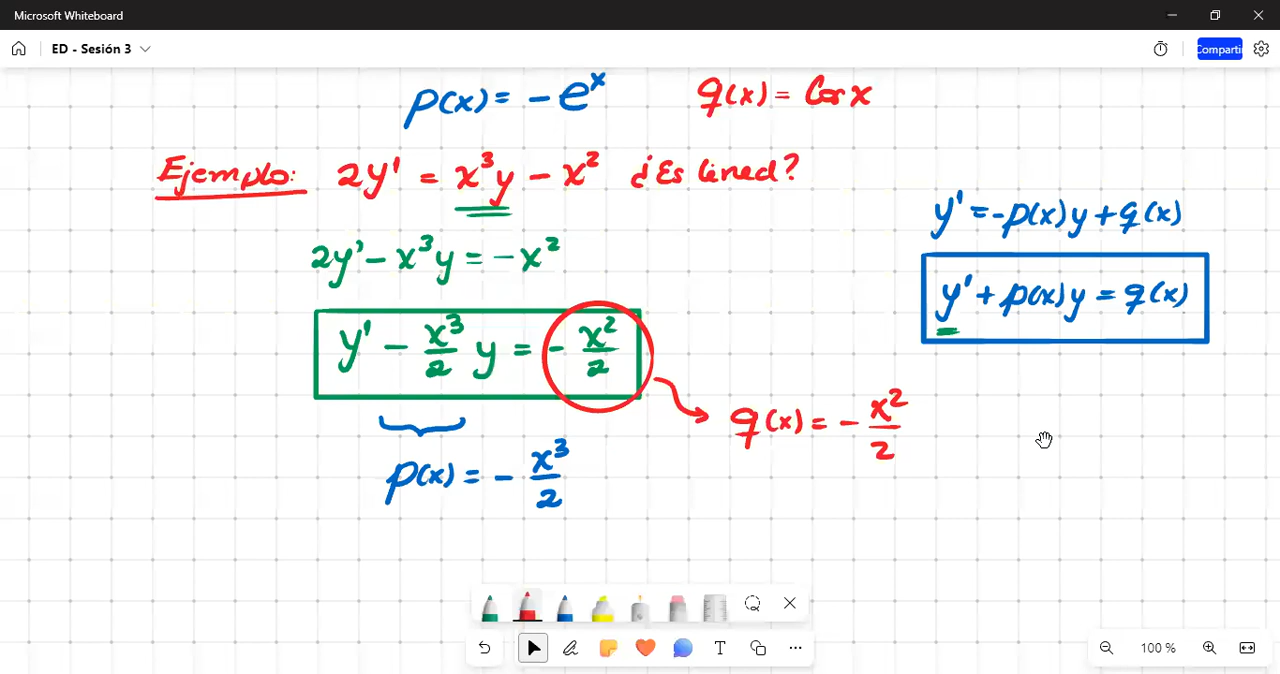 Microsoft Whiteboard
ED - Sesión 3
Compartir
p(x) = - e^x
q(x) = Cos x
Ejemplo: 2y' = x³y - x² ¿Es lineal?
y' = -p(x)y + q(x)
2y' - x³y = -x²
y' + p(x)y = q(x)
y' - x³/2 y = - x²/2
q(x) = - x²/2
p(x) = - x³/2
100 %